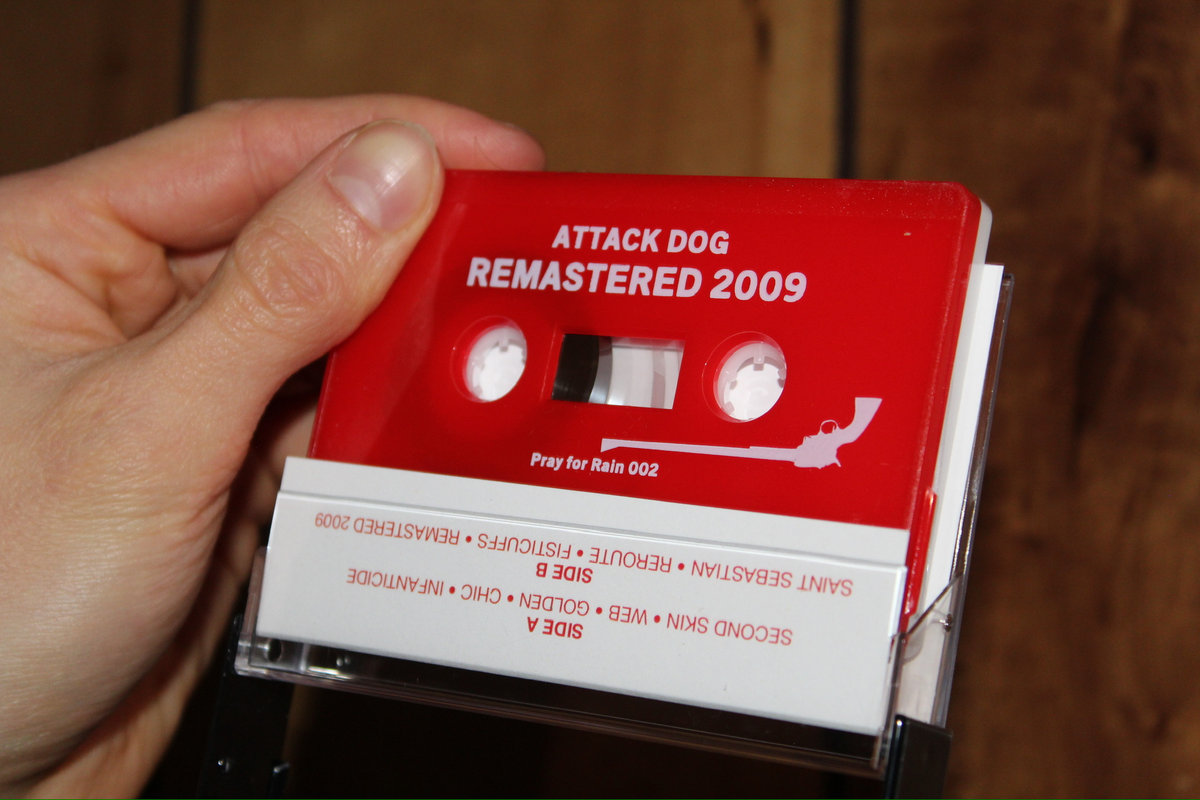 ATTACK DOG
REMASTERED 2009
Pray for Rain 002
SIDE A
SECOND SKIN • WEB • GOLDEN • CHIC • INFANTICIDE
SIDE B
SAINT SEBASTIAN • REROUTE • FISTICUFFS • REMASTERED 2009